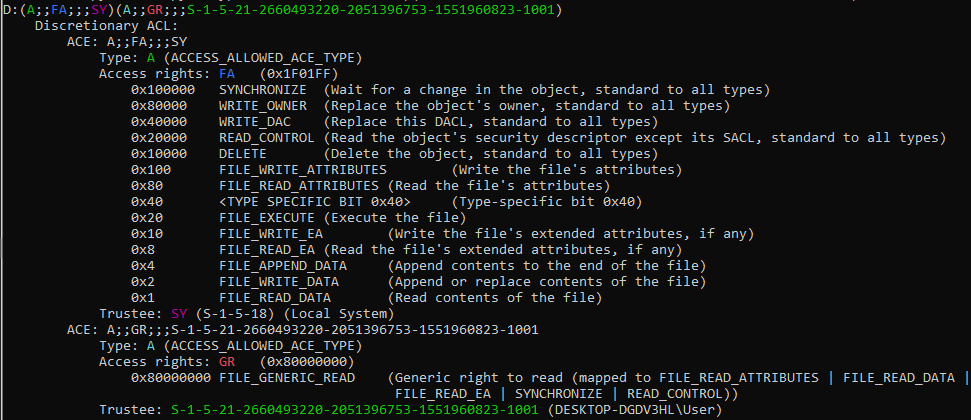 D:(A;;FA;;;SY)(A;;GR;;;S-1-5-21-2660493220-2051396753-1551960823-1001)
Discretionary ACL:
ACE: A;;FA;;;SY
Type: A (ACCESS_ALLOWED_ACE_TYPE)
Access rights: FA (0x1F01FF)
0x100000 SYNCHRONIZE (Wait for a change in the object, standard to all types)
0x80000 WRITE_OWNER (Replace the object's owner, standard to all types)
0x40000 WRITE_DAC (Replace this DACL, standard to all types)
0x20000 READ_CONTROL (Read the object's security descriptor except its SACL, standard to all types)
0x10000 DELETE (Delete the object, standard to all types)
0x100 FILE_WRITE_ATTRIBUTES (Write the file's attributes)
0x80 FILE_READ_ATTRIBUTES (Read the file's attributes)
0x40 <TYPE SPECIFIC BIT 0x40> (Type-specific bit 0x40)
0x20 FILE_EXECUTE (Execute the file)
0x10 FILE_WRITE_EA (Write the file's extended attributes, if any)
0x8 FILE_READ_EA (Read the file's extended attributes, if any)
0x4 FILE_APPEND_DATA (Append contents to the end of the file)
0x2 FILE_WRITE_DATA (Append or replace contents of the file)
0x1 FILE_READ_DATA (Read contents of the file)
Trustee: SY (S-1-5-18) (Local System)
ACE: A;;GR;;;S-1-5-21-2660493220-2051396753-1551960823-1001
Type: A (ACCESS_ALLOWED_ACE_TYPE)
Access rights: GR (0x80000000)
0x80000000 FILE_GENERIC_READ (Generic right to read (mapped to FILE_READ_ATTRIBUTES | FILE_READ_DATA |
FILE_READ_EA | SYNCHRONIZE | READ_CONTROL))
Trustee: S-1-5-21-2660493220-2051396753-1551960823-1001 (DESKTOP-DGDV3HL\User)